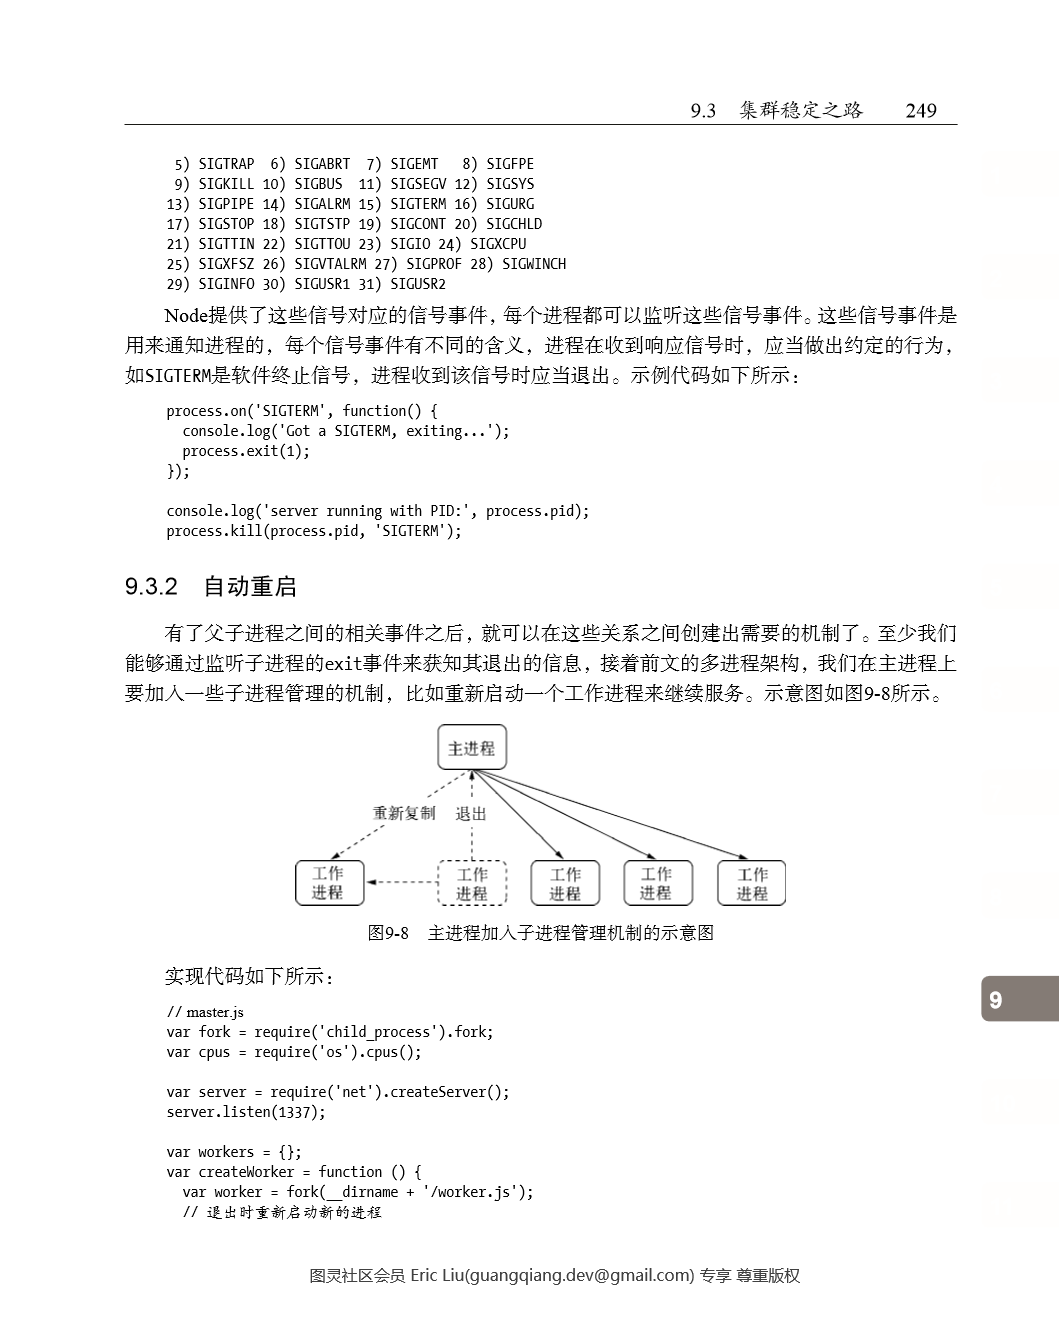 9.3 集群稳定之路 249
5) SIGTRAP 6) SIGABRT 7) SIGEMT 8) SIGFPE
9) SIGKILL 10) SIGBUS 11) SIGSEGV 12) SIGSYS
13) SIGPIPE 14) SIGALRM 15) SIGTERM 16) SIGURG
17) SIGSTOP 18) SIGTSTP 19) SIGCONT 20) SIGCHLD
21) SIGTTIN 22) SIGTTOU 23) SIGIO 24) SIGXCPU
25) SIGXFSZ 26) SIGVTALRM 27) SIGPROF 28) SIGWINCH
29) SIGINFO 30) SIGUSR1 31) SIGUSR2
Node提供了这些信号对应的信号事件，每个进程都可以监听这些信号事件。这些信号事件是
用来通知进程的，每个信号事件有不同的含义，进程在收到响应信号时，应当做出约定的行为，
如SIGTERM是软件终止信号，进程收到该信号时应当退出。示例代码如下所示：
process.on('SIGTERM', function() {
  console.log('Got a SIGTERM, exiting...');
  process.exit(1);
});
console.log('server running with PID:', process.pid);
process.kill(process.pid, 'SIGTERM');
9.3.2 自动重启
有了父子进程之间的相关事件之后，就可以在这些关系之间创建出需要的机制了。至少我们
能够通过监听子进程的exit事件来获知其退出的信息，接着前文的多进程架构，我们在主进程上
要加入一些子进程管理的机制，比如重新启动一个工作进程来继续服务。示意图如图9-8所示。
主进程
重新复制 退出
工作 工作 工作 工作 工作
进程 进程 进程 进程 进程
图9-8 主进程加入子进程管理机制的示意图
实现代码如下所示：
9
// master.js
var fork = require('child_process').fork;
var cpus = require('os').cpus();
var server = require('net').createServer();
server.listen(1337);
var workers = {};
var createWorker = function () {
  var worker = fork(__dirname + '/worker.js');
  // 退出时重新启动新的进程
图灵社区会员 Eric Liu(guangqiang.dev@gmail.com) 专享 尊重版权